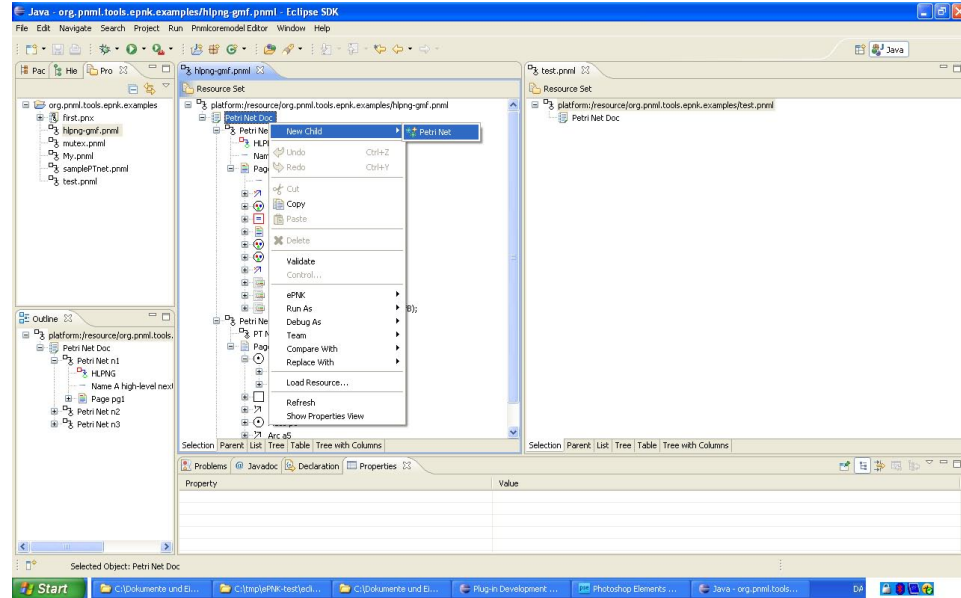 Java - org.pnml.tools.epnk.examples/hlpng-gmf.pnml - Eclipse SDK
File Edit Navigate Search Project Run Pnmlcoremodel Editor Window Help
Java
Pac Hie Pro
org.pnml.tools.epnk.examples
first.pnx
hlpng-gmf.pnml
mutex.pnml
My.pnml
samplePTnet.pnml
test.pnml
Outline
platform:/resource/org.pnml.tools.
Petri Net Doc
Petri Net n1
HLPNG
Name A high-level next
Page pg1
Petri Net n2
Petri Net n3
hlpng-gmf.pnml
Resource Set
platform:/resource/org.pnml.tools.epnk.examples/hlpng-gmf.pnml
Petri Net Doc
Petri Ne
HLPI
Nam
Page
Petri Ne
PT N
Pag
Arc a5
New Child
Petri Net
Undo Ctrl+Z
Redo Ctrl+Y
Cut
Copy
Paste
Delete
Validate
Control...
ePNK
Run As
Debug As
Team
Compare With
Replace With
Load Resource...
Refresh
Show Properties View
Selection Parent List Tree Table Tree with Columns
test.pnml
Resource Set
platform:/resource/org.pnml.tools.epnk.examples/test.pnml
Petri Net Doc
Selection Parent List Tree Table Tree with Columns
Problems Javadoc Declaration Properties
Property Value
Selected Object: Petri Net Doc
Start C:\Dokumente und Ei... C:\tmp\ePNK-test\ecli... C:\Dokumente und Ei... Plug-in Development ... Photoshop Elements ... Java - org.pnml.tools... DA